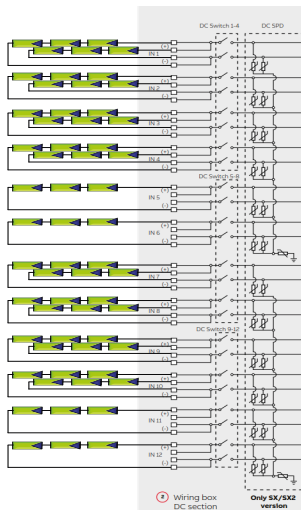 DC Switch 1-4 DC SPD
(+)
IN 1
(-)
(+)
IN 2
(-)
(+)
IN 3
(-)
(+)
IN 4
(-)
DC Switch 5-8
(+)
IN 5
(-)
(+)
IN 6
(-)
(+)
IN 7
(-)
(+)
IN 8
(-)
DC Switch 9-12
(+)
IN 9
(-)
(+)
IN 10
(-)
(+)
IN 11
(-)
(+)
IN 12
(-)
2 Wiring box Only SX/SX2
DC section version